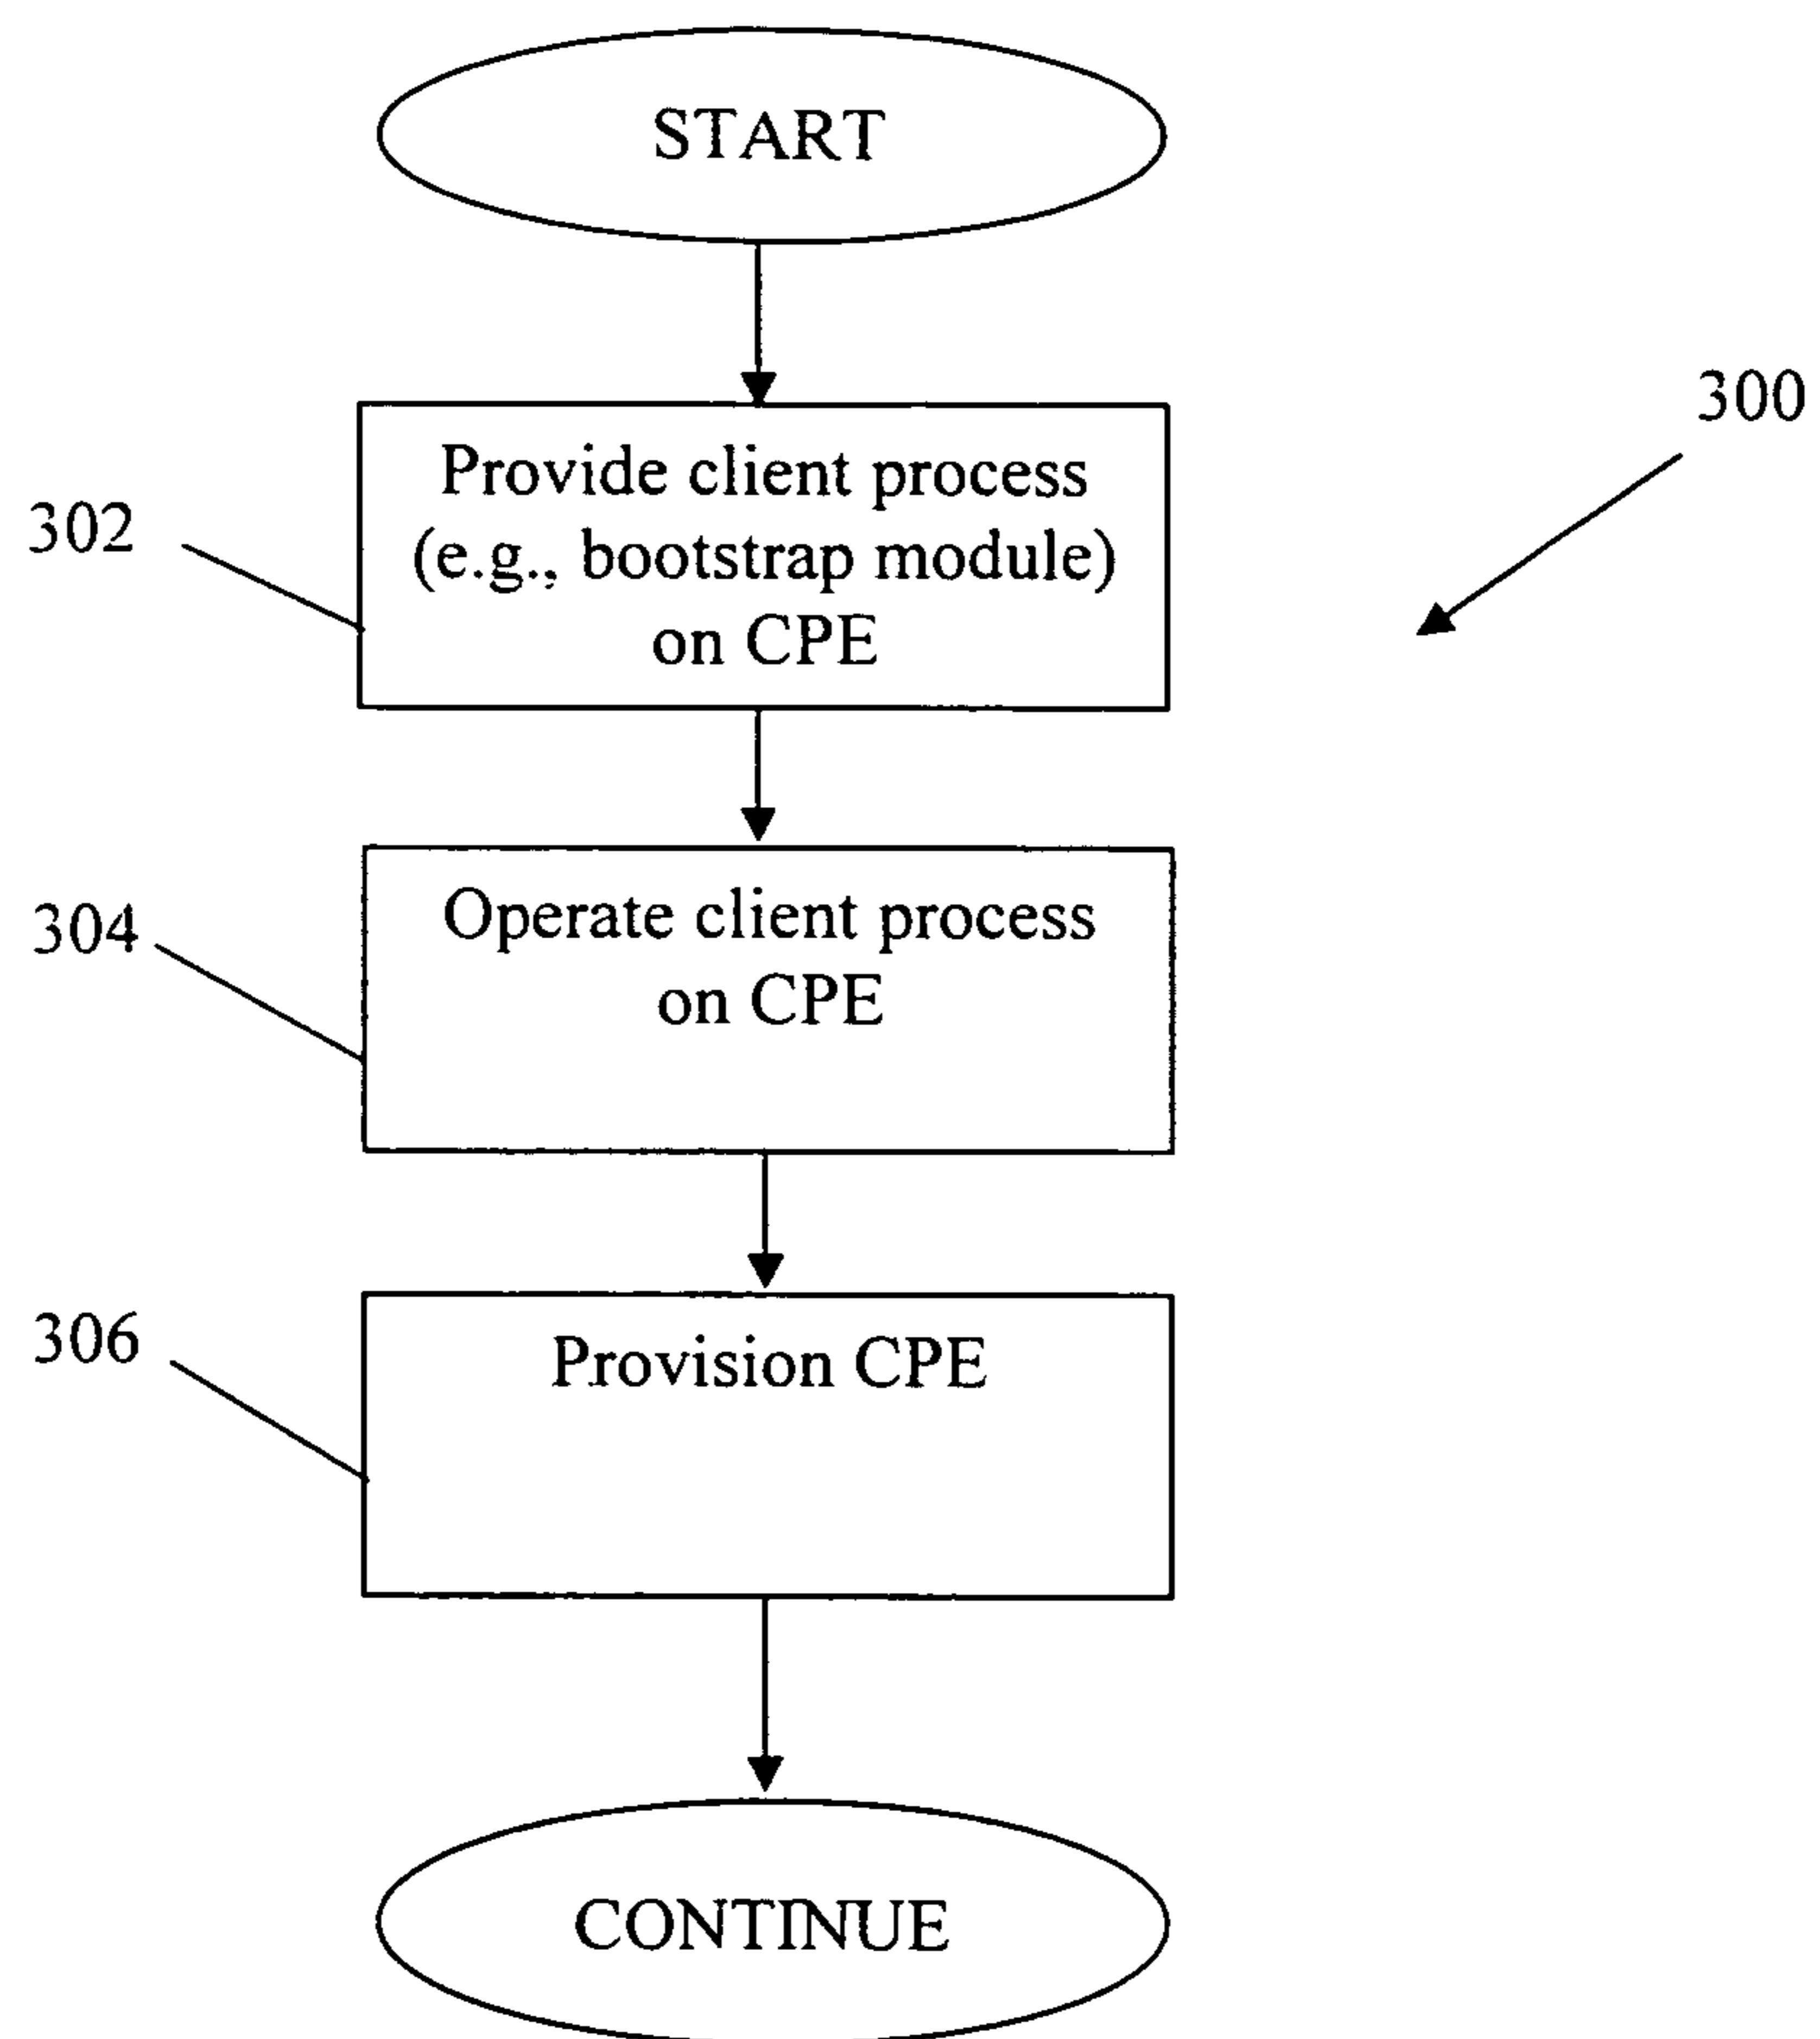 START
300
Provide client process
(e.g., bootstrap module)
on CPE
302
Operate client process
on CPE
304
Provision CPE
306
CONTINUE